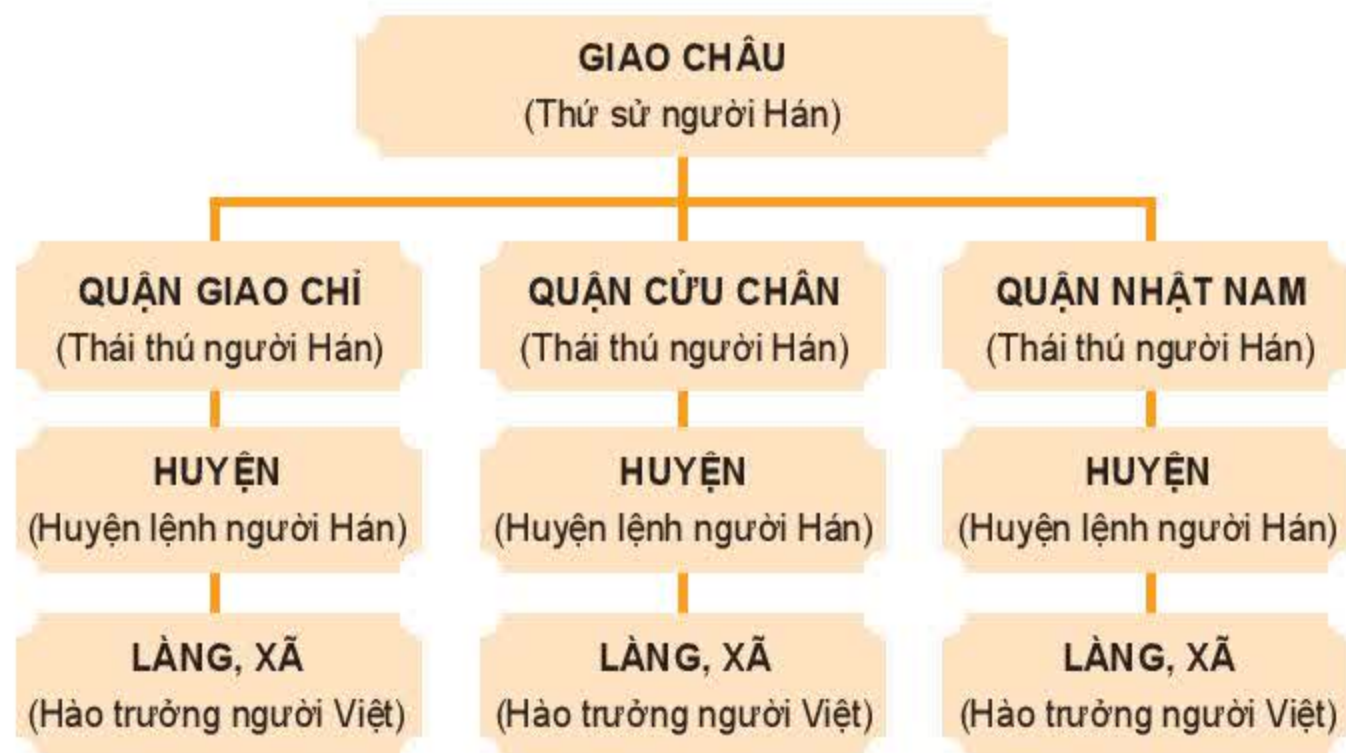 GIAO CHÂU
(Thứ sử người Hán)
QUẬN GIAO CHỈ
(Thái thú người Hán)
QUẬN CỬU CHÂN
(Thái thú người Hán)
QUẬN NHẬT NAM
(Thái thú người Hán)
HUYỆN
(Huyện lệnh người Hán)
HUYỆN
(Huyện lệnh người Hán)
HUYỆN
(Huyện lệnh người Hán)
LÀNG, XÃ
(Hào trưởng người Việt)
LÀNG, XÃ
(Hào trưởng người Việt)
LÀNG, XÃ
(Hào trưởng người Việt)